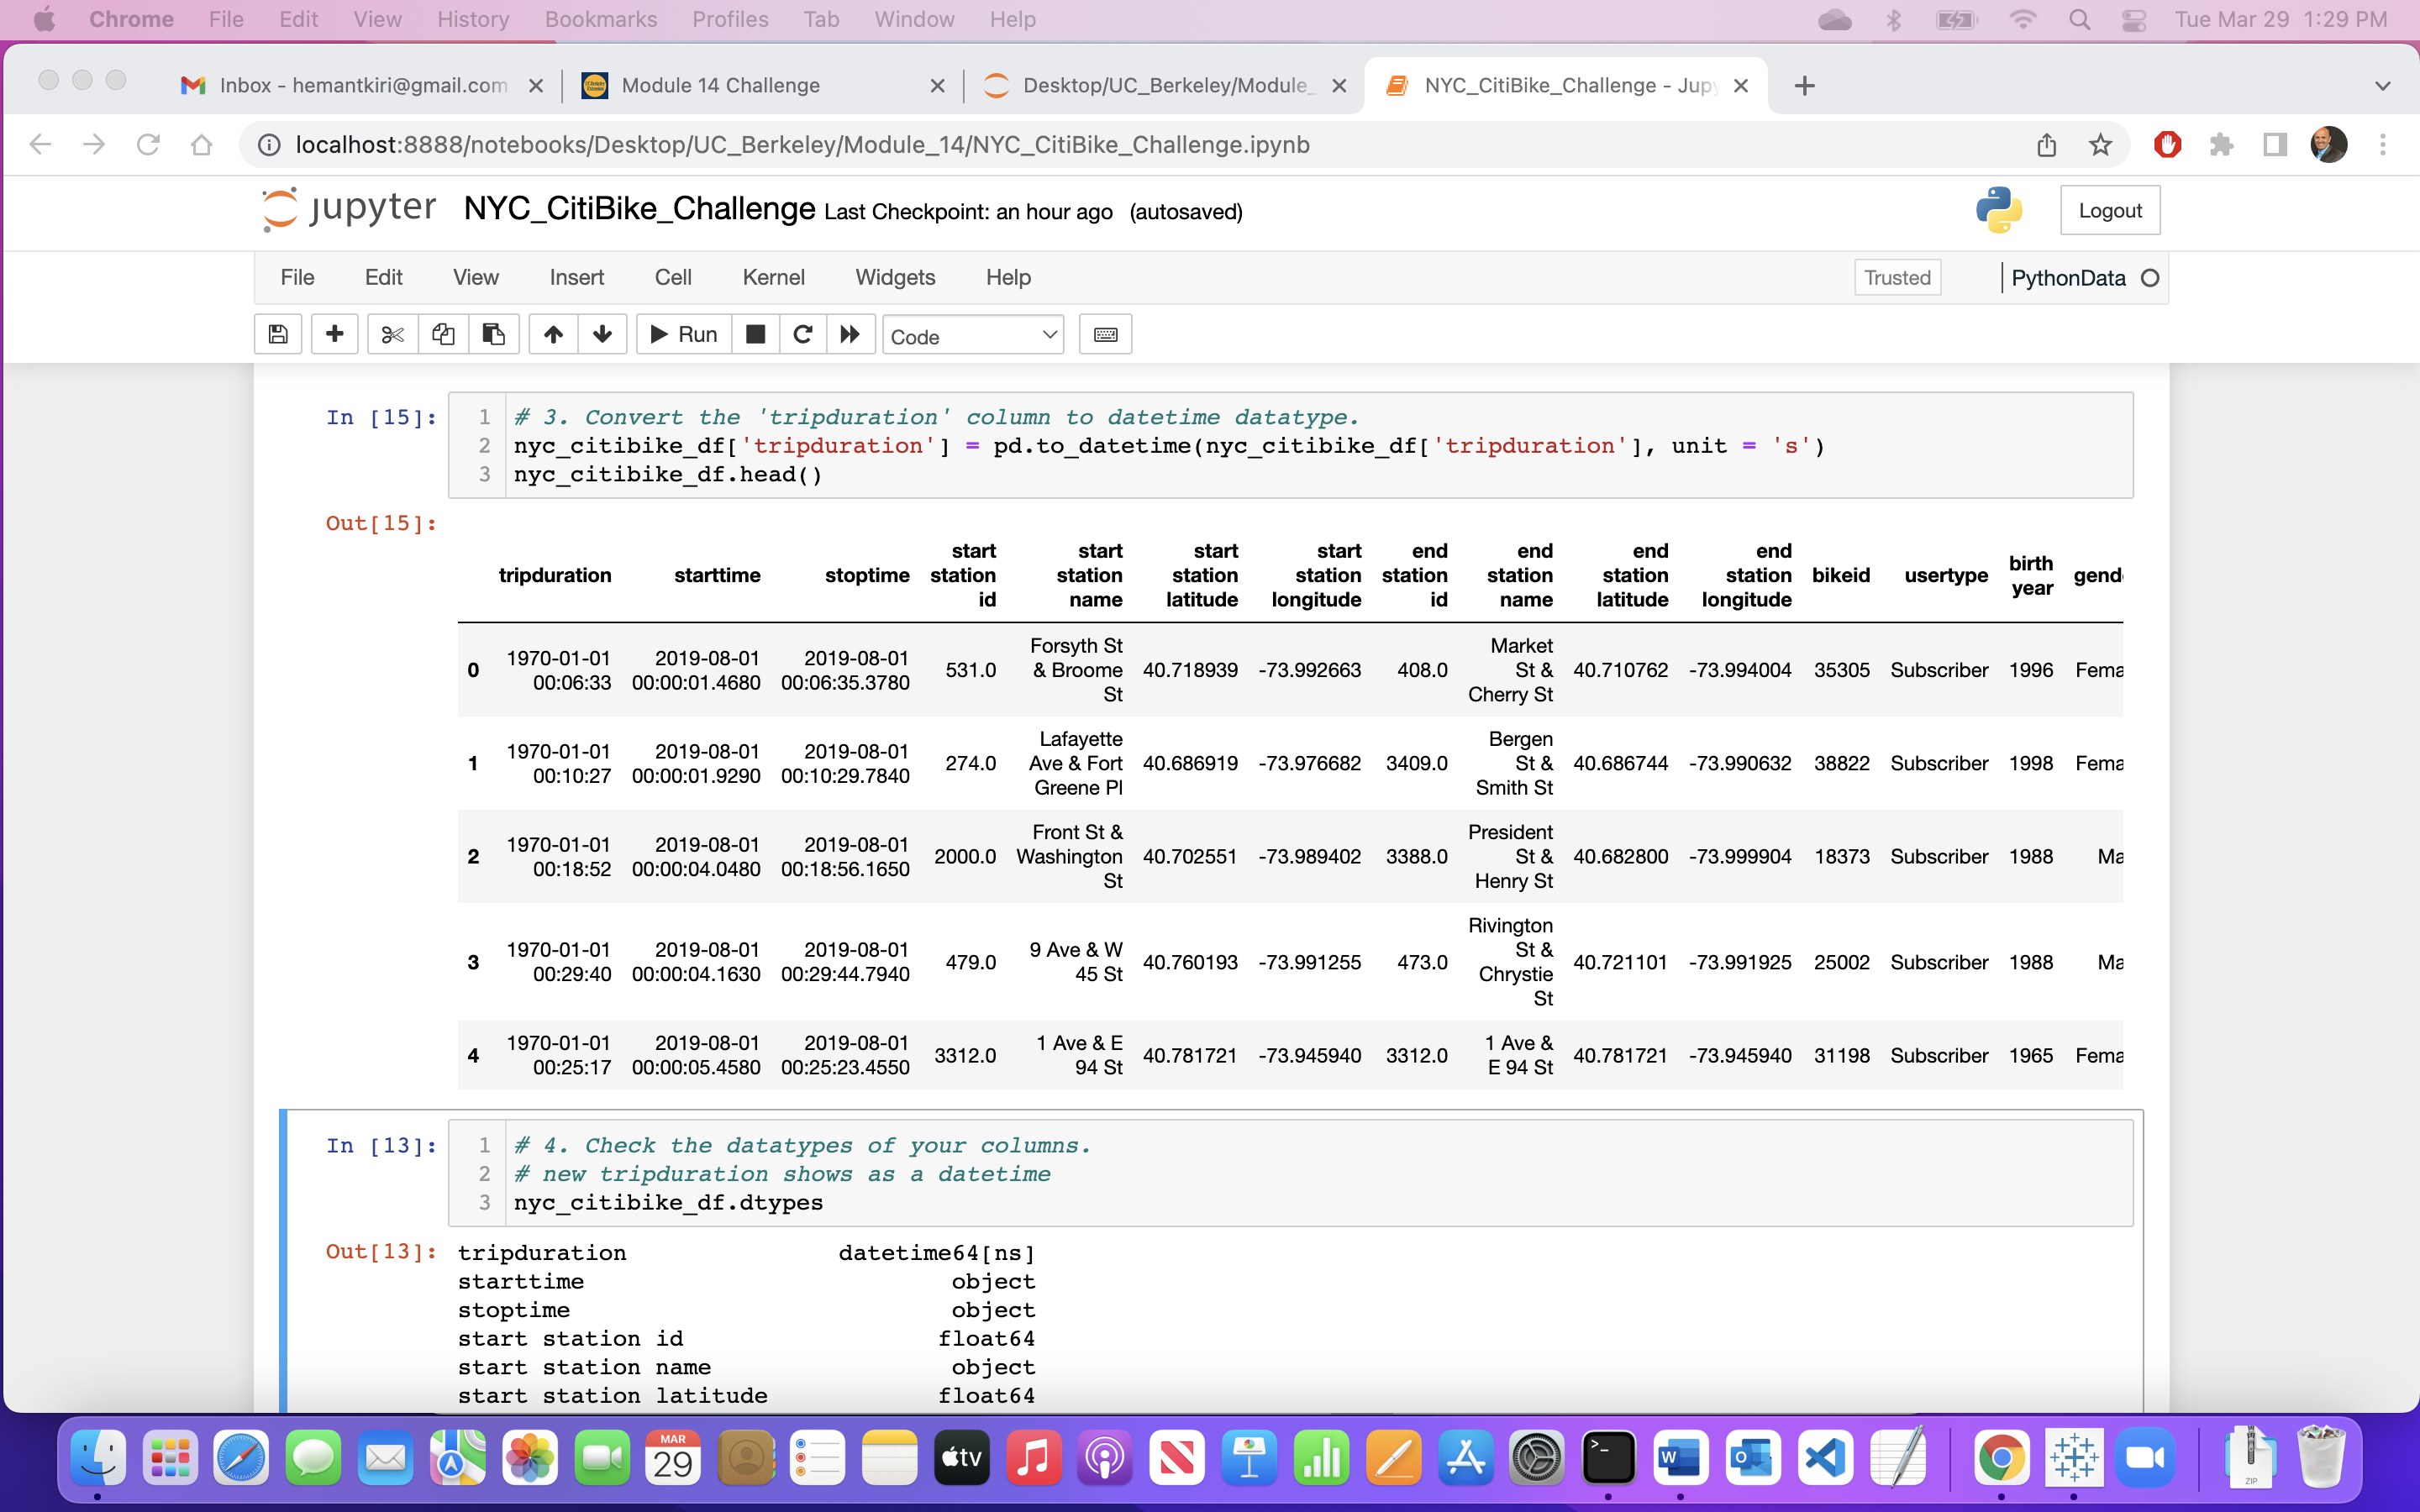 Chrome File Edit View History Bookmarks Profiles Tab Window Help Tue Mar 29 1:29 PM
Inbox - hemantkiri@gmail.com Module 14 Challenge Desktop/UC_Berkeley/Module_ NYC_CitiBike_Challenge - Jup
localhost:8888/notebooks/Desktop/UC_Berkeley/Module_14/NYC_CitiBike_Challenge.ipynb
jupyter NYC_CitiBike_Challenge Last Checkpoint: an hour ago (autosaved) Logout
File Edit View Insert Cell Kernel Widgets Help Trusted PythonData
Run Code
In [15]: 1 # 3. Convert the 'tripduration' column to datetime datatype.
2 nyc_citibike_df['tripduration'] = pd.to_datetime(nyc_citibike_df['tripduration'], unit = 's')
3 nyc_citibike_df.head()
Out[15]:
start start start start end end end end
tripduration starttime stoptime station station station station station station station station bikeid usertype birth gend
id name latitude longitude id name latitude longitude year
Forsyth St Market
0 1970-01-01 2019-08-01 2019-08-01 531.0 & Broome 40.718939 -73.992663 408.0 St & 40.710762 -73.994004 35305 Subscriber 1996 Fema
00:06:33 00:00:01.4680 00:06:35.3780 St Cherry St
Lafayette Bergen
1 1970-01-01 2019-08-01 2019-08-01 274.0 Ave & Fort 40.686919 -73.976682 3409.0 St & 40.686744 -73.990632 38822 Subscriber 1998 Fema
00:10:27 00:00:01.9290 00:10:29.7840 Greene Pl Smith St
Front St & President
2 1970-01-01 2019-08-01 2019-08-01 2000.0 Washington 40.702551 -73.989402 3388.0 St & 40.682800 -73.999904 18373 Subscriber 1988 Ma
00:18:52 00:00:04.0480 00:18:56.1650 St Henry St
Rivington
3 1970-01-01 2019-08-01 2019-08-01 479.0 9 Ave & W 40.760193 -73.991255 473.0 St & 40.721101 -73.991925 25002 Subscriber 1988 Ma
00:29:40 00:00:04.1630 00:29:44.7940 45 St Chrystie
St
4 1970-01-01 2019-08-01 2019-08-01 3312.0 1 Ave & E 40.781721 -73.945940 3312.0 1 Ave & 40.781721 -73.945940 31198 Subscriber 1965 Fema
00:25:17 00:00:05.4580 00:25:23.4550 94 St E 94 St
In [13]: 1 # 4. Check the datatypes of your columns.
2 # new tripduration shows as a datetime
3 nyc_citibike_df.dtypes
Out[13]: tripduration datetime64[ns]
starttime object
stoptime object
start station id float64
start station name object
start station latitude float64
MAR
29
tv
ZIP